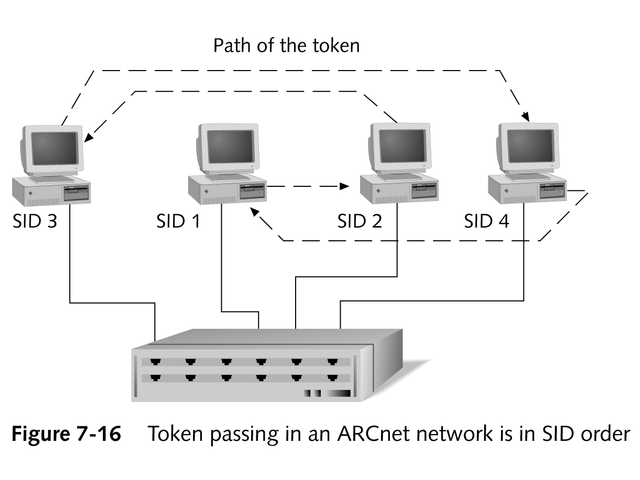 Path of the token
SID 3
SID 1
SID 2
SID 4
Figure 7-16 Token passing in an ARCnet network is in SID order